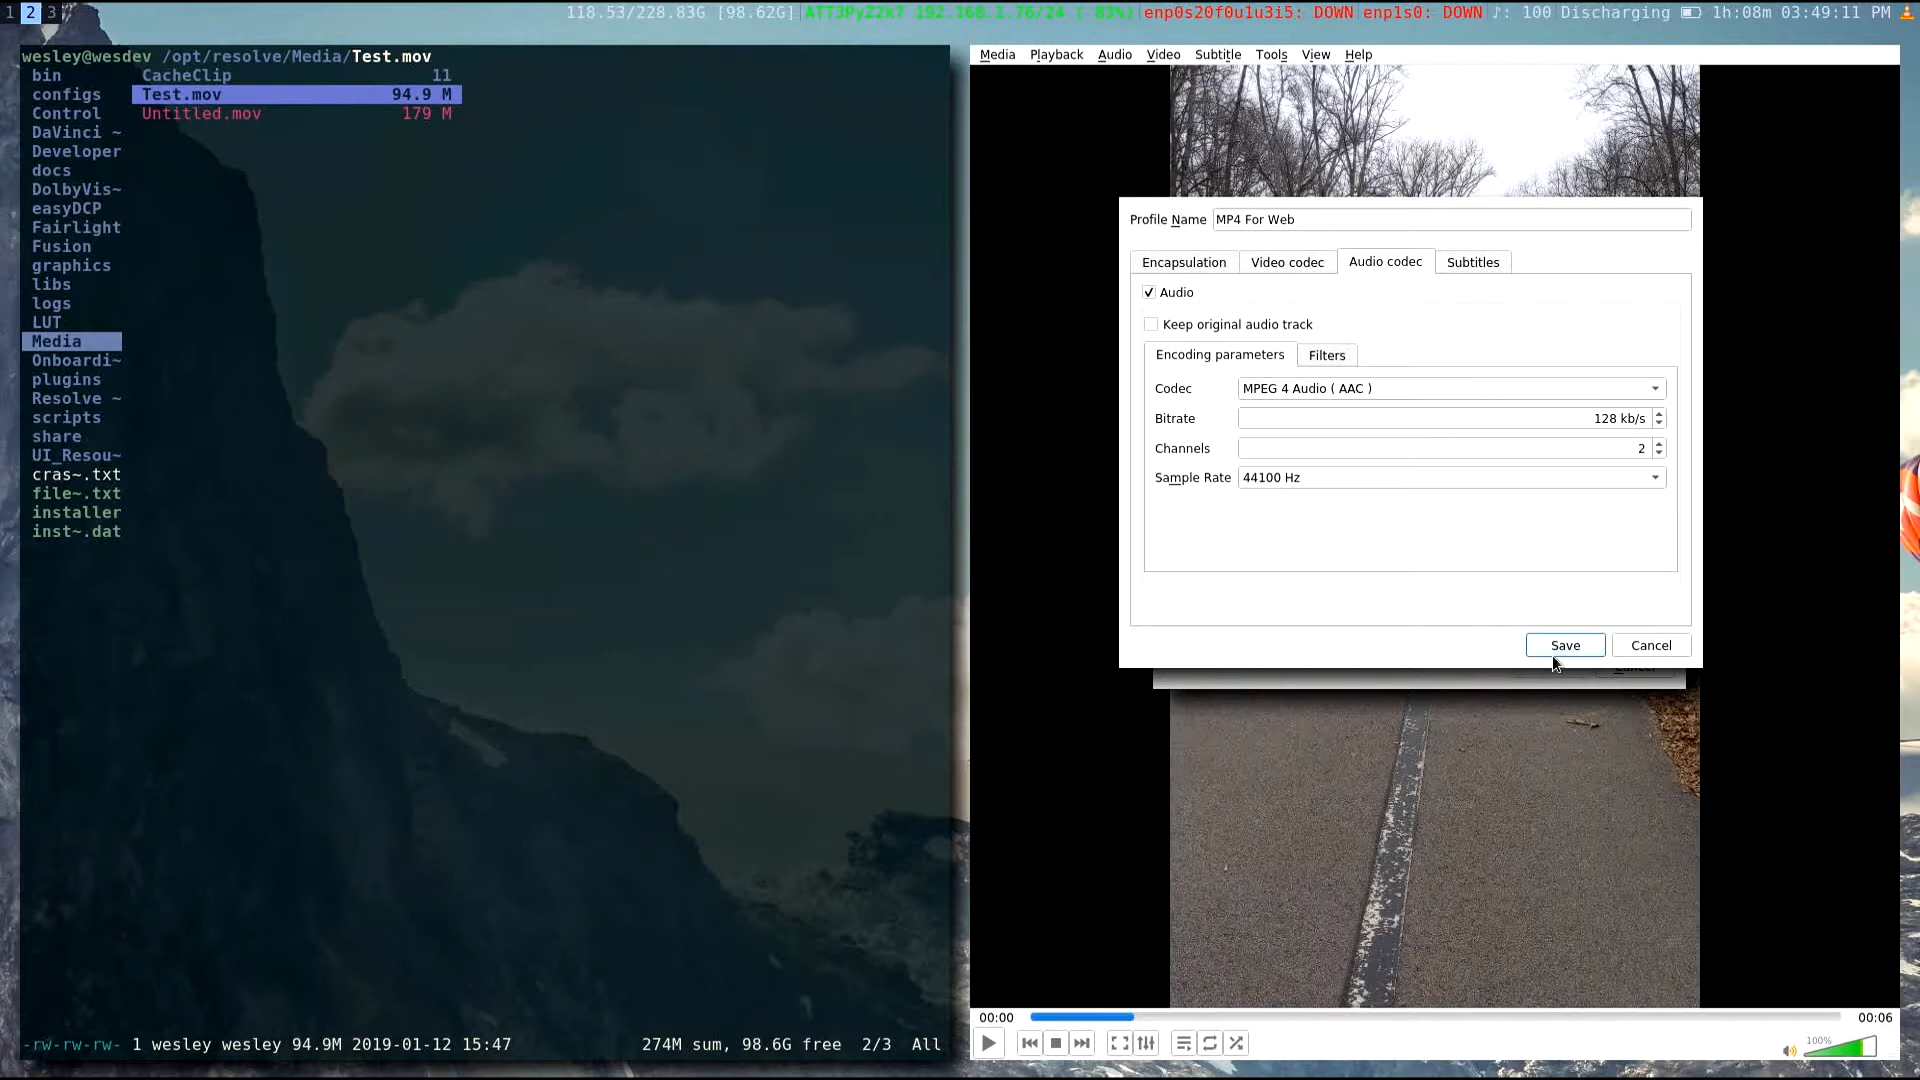 1 2 3 118.53/228.83G [98.62G] ATT3PyZ2k7 192.168.1.76/24 ( 83%) enp0s20f0u1u3i5: DOWN enp1s0: DOWN ♪: 100 Discharging 1h:08m 03:49:11 PM
wesley@wesdev /opt/resolve/Media/Test.mov
bin CacheClip 11
configs Test.mov 94.9 M
Control Untitled.mov 179 M
DaVinci ~
Developer
docs
DolbyVis~
easyDCP
Fairlight
Fusion
graphics
libs
logs
LUT
Media
Onboardi~
plugins
Resolve ~
scripts
share
UI_Resou~
cras~.txt
file~.txt
installer
inst~.dat
-rw-rw-rw- 1 wesley wesley 94.9M 2019-01-12 15:47 274M sum, 98.6G free 2/3 All
Media Playback Audio Video Subtitle Tools View Help
Profile Name MP4 For Web
Encapsulation Video codec Audio codec Subtitles
Audio
Keep original audio track
Encoding parameters Filters
Codec MPEG 4 Audio ( AAC )
Bitrate 128 kb/s
Channels 2
Sample Rate 44100 Hz
Save Cancel
00:00 00:06
100%